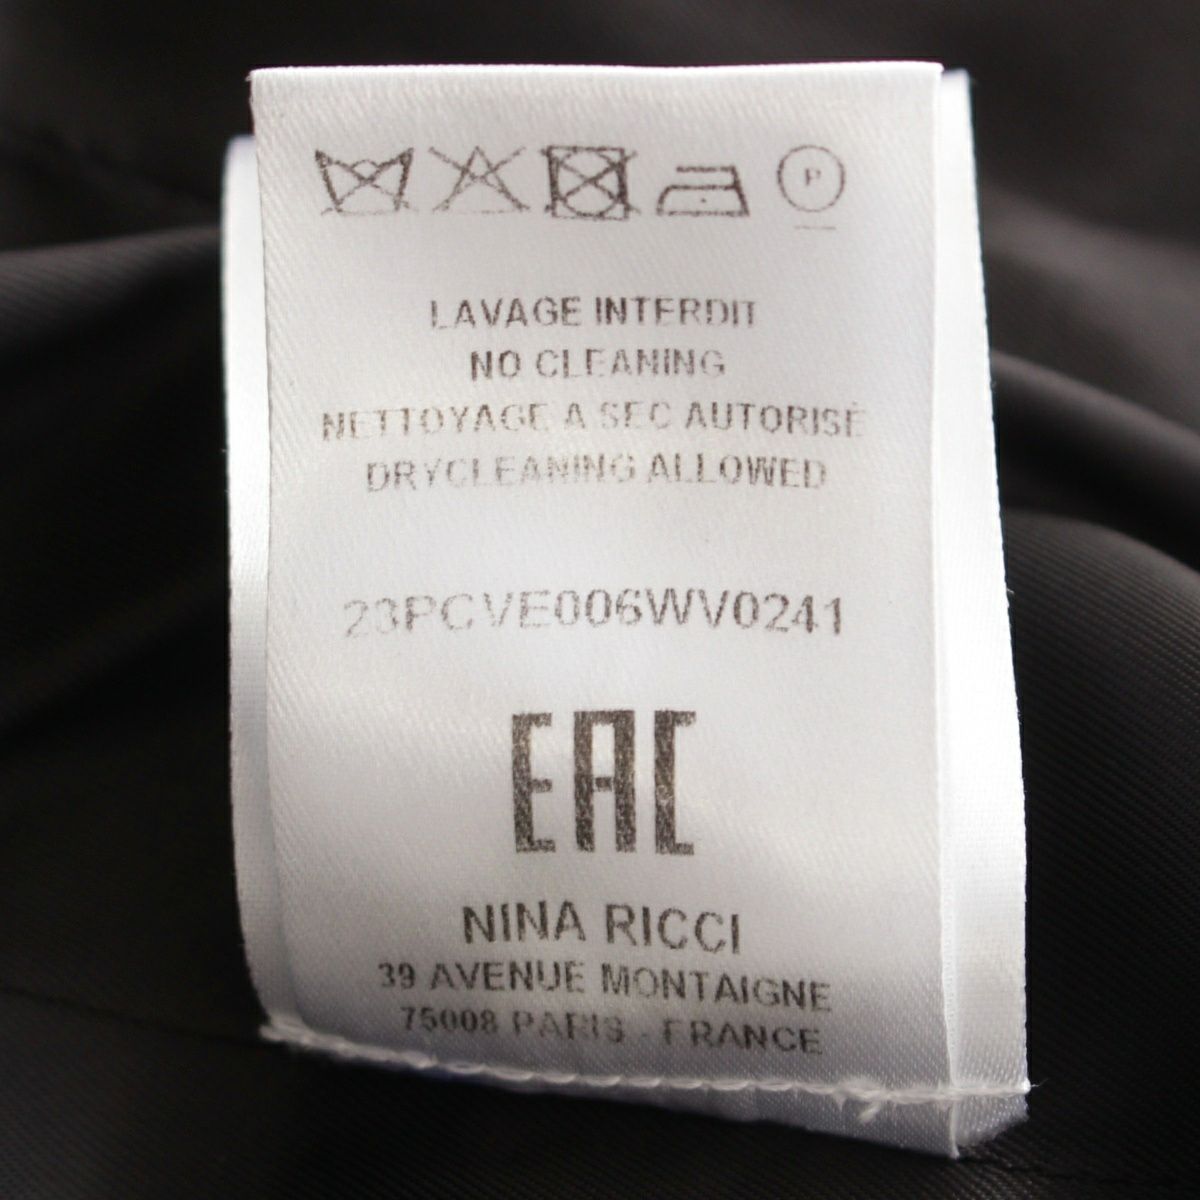 P
LAVAGE INTERDIT
NO CLEANING
NETTOYAGE A SEC AUTORISÉ
DRYCLEANING ALLOWED
23PCVE006WV0241
EAC
NINA RICCI
39 AVENUE MONTAIGNE
75008 PARIS - FRANCE